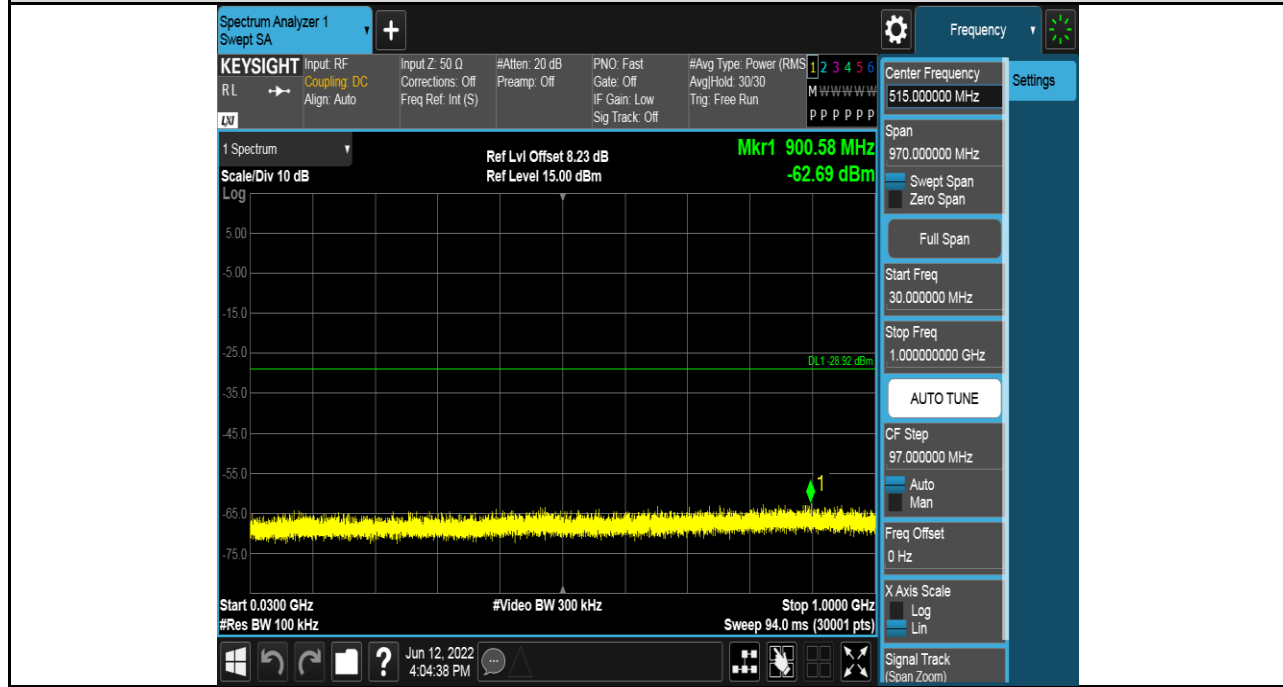 Spectrum Analyzer 1
Swept SA
+
Frequency
KEYSIGHT
RL
LXI
Input: RF
Coupling: DC
Align: Auto
Input Z: 50 Ω
Corrections: Off
Freq Ref: Int (S)
#Atten: 20 dB
Preamp: Off
PNO: Fast
Gate: Off
IF Gain: Low
Sig Track: Off
#Avg Type: Power (RMS
Avg|Hold: 30/30
Trig: Free Run
1 2 3 4 5 6
M W W W W W
P P P P P P
1 Spectrum
Scale/Div 10 dB
Log
Ref Lvl Offset 8.23 dB
Ref Level 15.00 dBm
Mkr1 900.58 MHz
-62.69 dBm
5.00
-5.00
-15.0
-25.0
DL1 -28.92 dBm
-35.0
-45.0
-55.0
1
-65.0
-75.0
Start 0.0300 GHz
#Video BW 300 kHz
Stop 1.0000 GHz
#Res BW 100 kHz
Sweep 94.0 ms (30001 pts)
?
Jun 12, 2022
4:04:38 PM
Center Frequency
515.000000 MHz
Settings
Span
970.000000 MHz
Swept Span
Zero Span
Full Span
Start Freq
30.000000 MHz
Stop Freq
1.000000000 GHz
AUTO TUNE
CF Step
97.000000 MHz
Auto
Man
Freq Offset
0 Hz
X Axis Scale
Log
Lin
Signal Track
(Span Zoom)